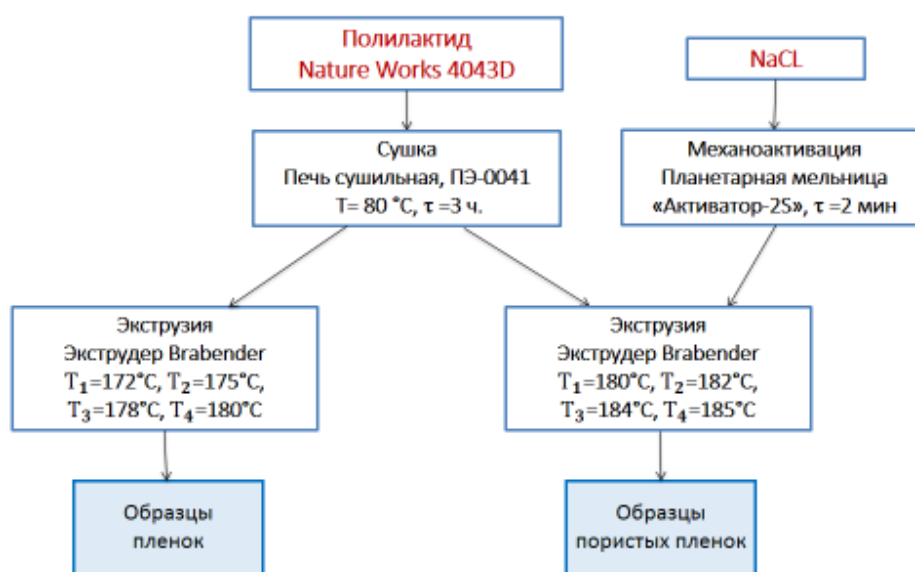 Полилактид
Nature Works 4043D
NaCL
Сушка
Печь сушильная, ПЭ-0041
T= 80 °C, τ =3 ч.
Механоактивация
Планетарная мельница
«Активатор-2S», τ =2 мин
Экструзия
Экструдер Brabender
T₁=172°C, T₂=175°C,
T₃=178°C, T₄=180°C
Экструзия
Экструдер Brabender
T₁=180°C, T₂=182°C,
T₃=184°C, T₄=185°C
Образцы
пленок
Образцы
пористых пленок